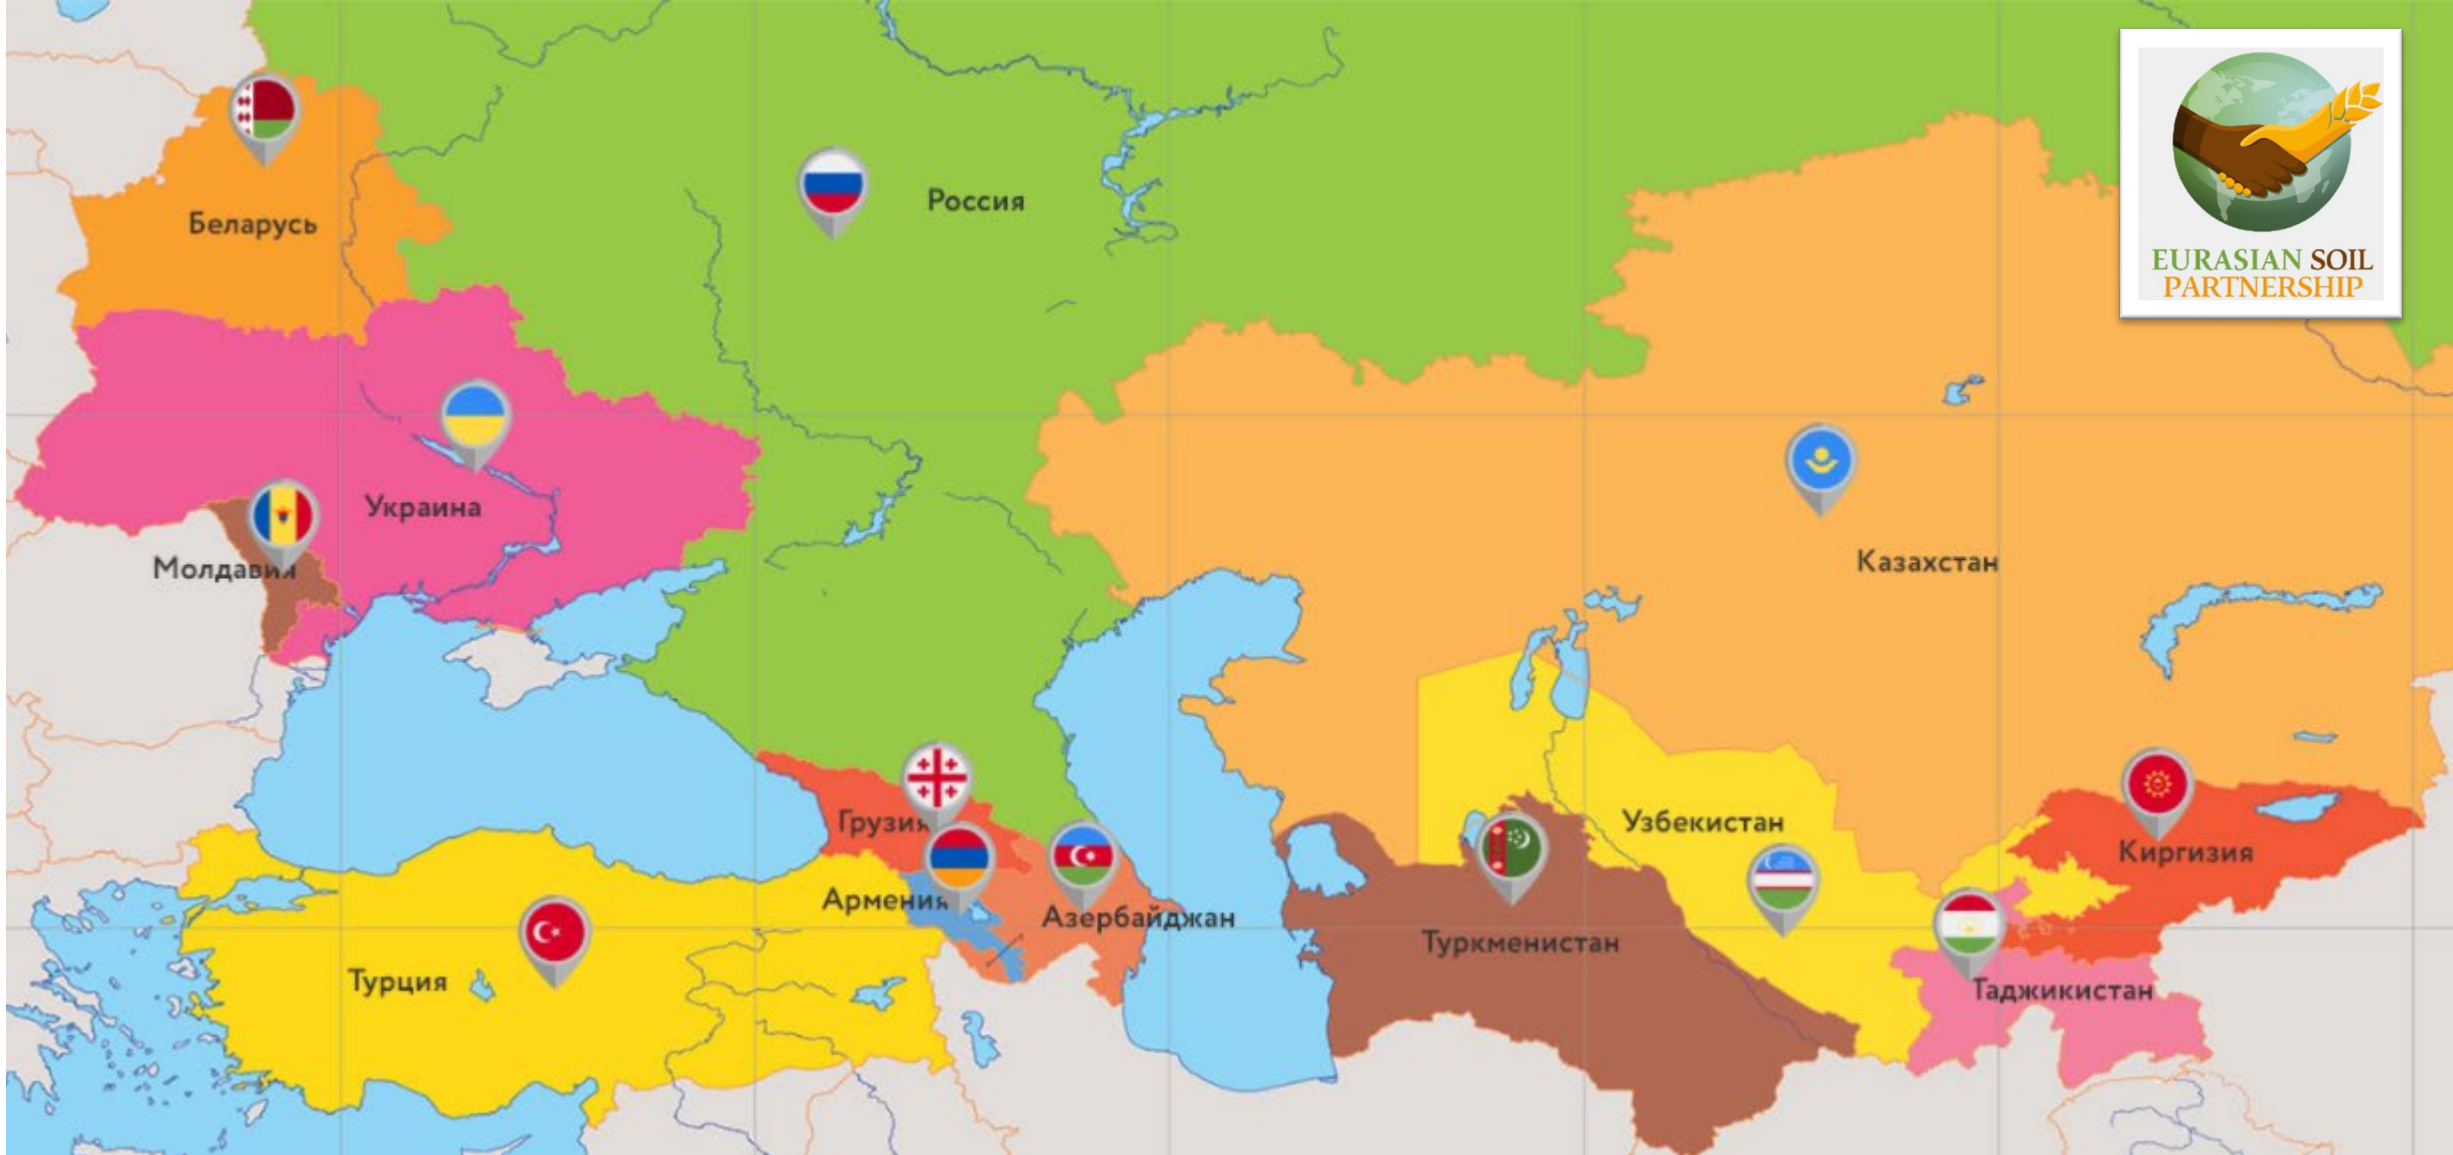 EURASIAN SOIL
PARTNERSHIP
Беларусь
Россия
Украина
Молдавия
Казахстан
Грузия
Армения
Азербайджан
Турция
Узбекистан
Туркменистан
Киргизия
Таджикистан